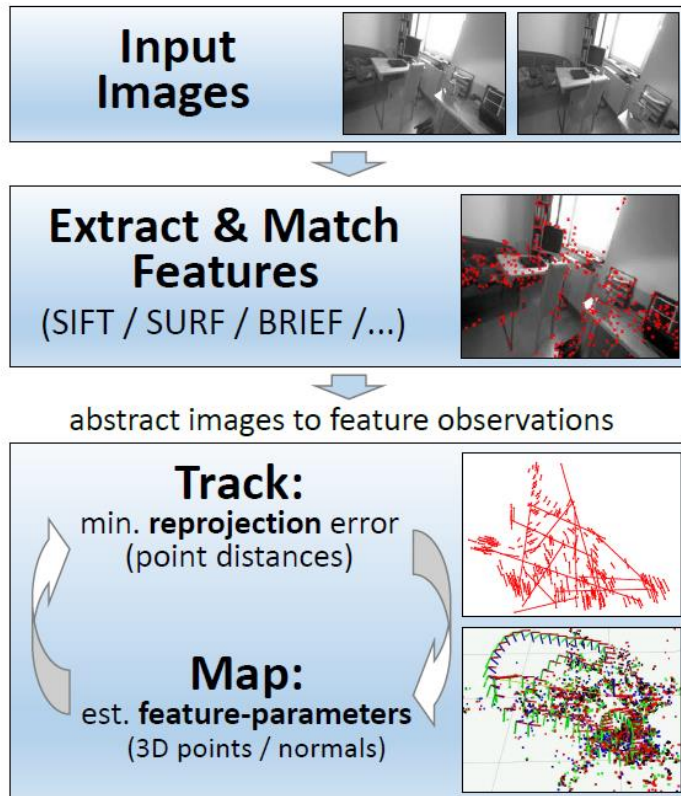 Input
Images
Extract & Match
Features
(SIFT / SURF / BRIEF /...)
abstract images to feature observations
Track:
min. reprojection error
(point distances)
Map:
est. feature-parameters
(3D points / normals)